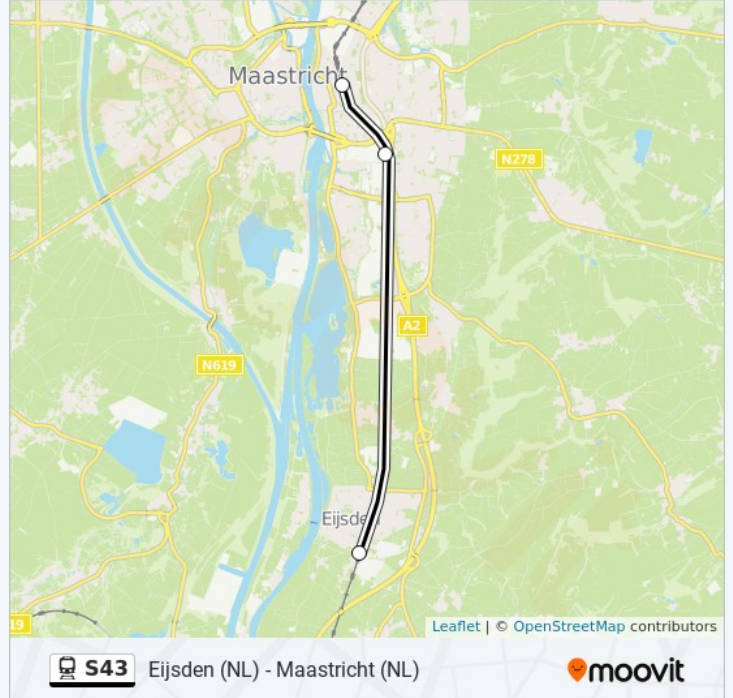 Maastricht
N278
A2
N619
Eijsden
19
Leaflet | © OpenStreetMap contributors
S43 Eijsden (NL) - Maastricht (NL)
moovit